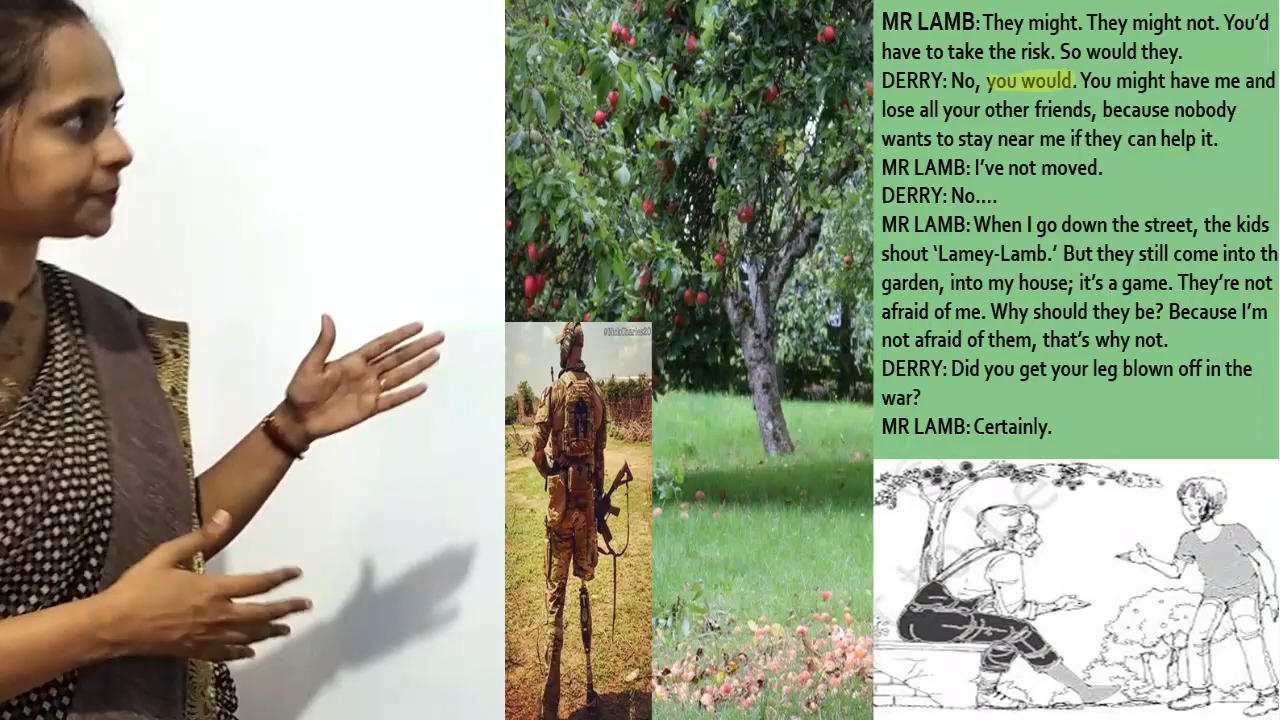 MR LAMB: They might. They might not. You’d
have to take the risk. So would they.
DERRY: No, you would. You might have me and
lose all your other friends, because nobody
wants to stay near me if they can help it.
MR LAMB: I’ve not moved.
DERRY: No....
MR LAMB: When I go down the street, the kids
shout ‘Lamey-Lamb.’ But they still come into th
garden, into my house; it’s a game. They’re not
afraid of me. Why should they be? Because I’m
not afraid of them, that’s why not.
DERRY: Did you get your leg blown off in the
war?
MR LAMB: Certainly.
@NickCharles20